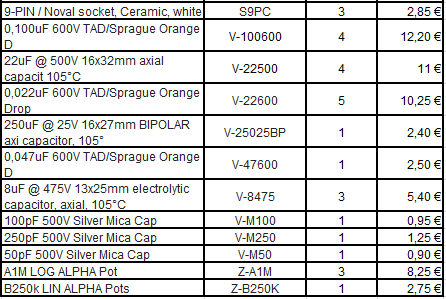 9-PIN / Noval socket, Ceramic, white S9PC 3 2,85 €
0,100uF 600V TAD/Sprague Orange
D V-100600 4 12,20 €
22uF @ 500V 16x32mm axial
capacit 105°C V-22500 4 11 €
0,022uF 600V TAD/Sprague Orange
Drop V-22600 5 10,25 €
250uF @ 25V 16x27mm BIPOLAR
axi capacitor, 105° V-25025BP 1 2,40 €
0,047uF 600V TAD/Sprague Orange
D V-47600 1 2,50 €
8uF @ 475V 13x25mm electrolytic
capacitor, axial, 105°C V-8475 3 5,40 €
100pF 500V Silver Mica Cap V-M100 1 0,95 €
250pF 500V Silver Mica Cap V-M250 1 1,25 €
50pF 500V Silver Mica Cap V-M50 1 0,90 €
A1M LOG ALPHA Pot Z-A1M 3 8,25 €
B250k LIN ALPHA Pots Z-B250K 1 2,75 €